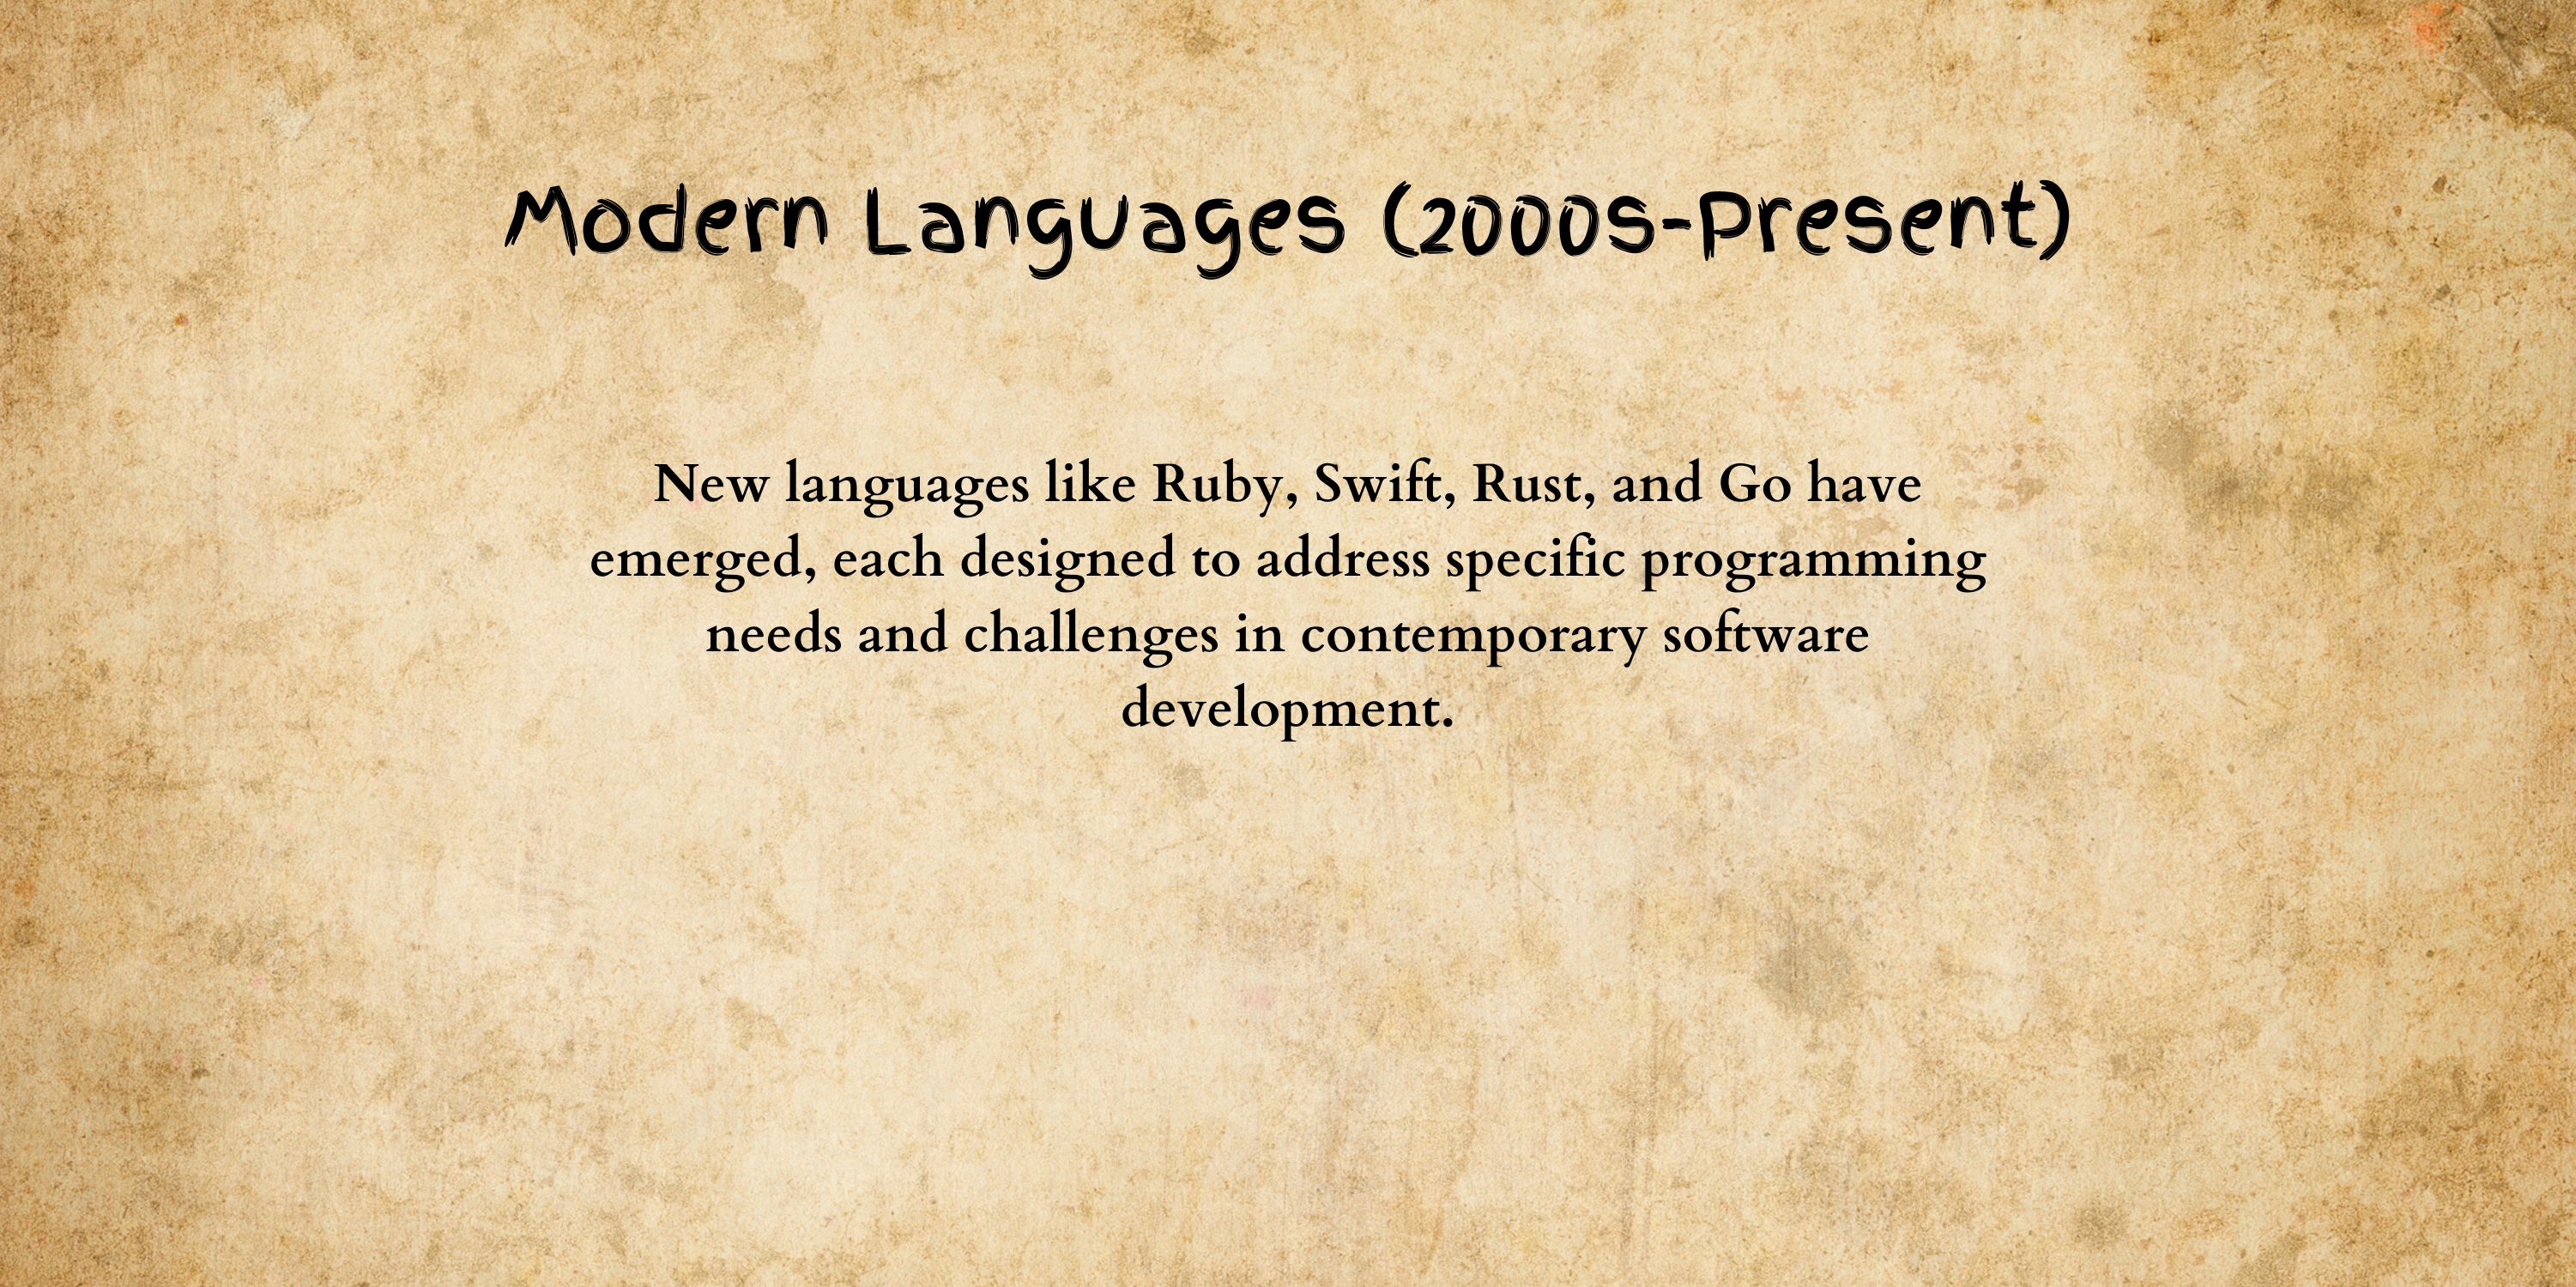 Modern Languages (2000s-Present)
New languages like Ruby, Swift, Rust, and Go have
emerged, each designed to address specific programming
needs and challenges in contemporary software
development.